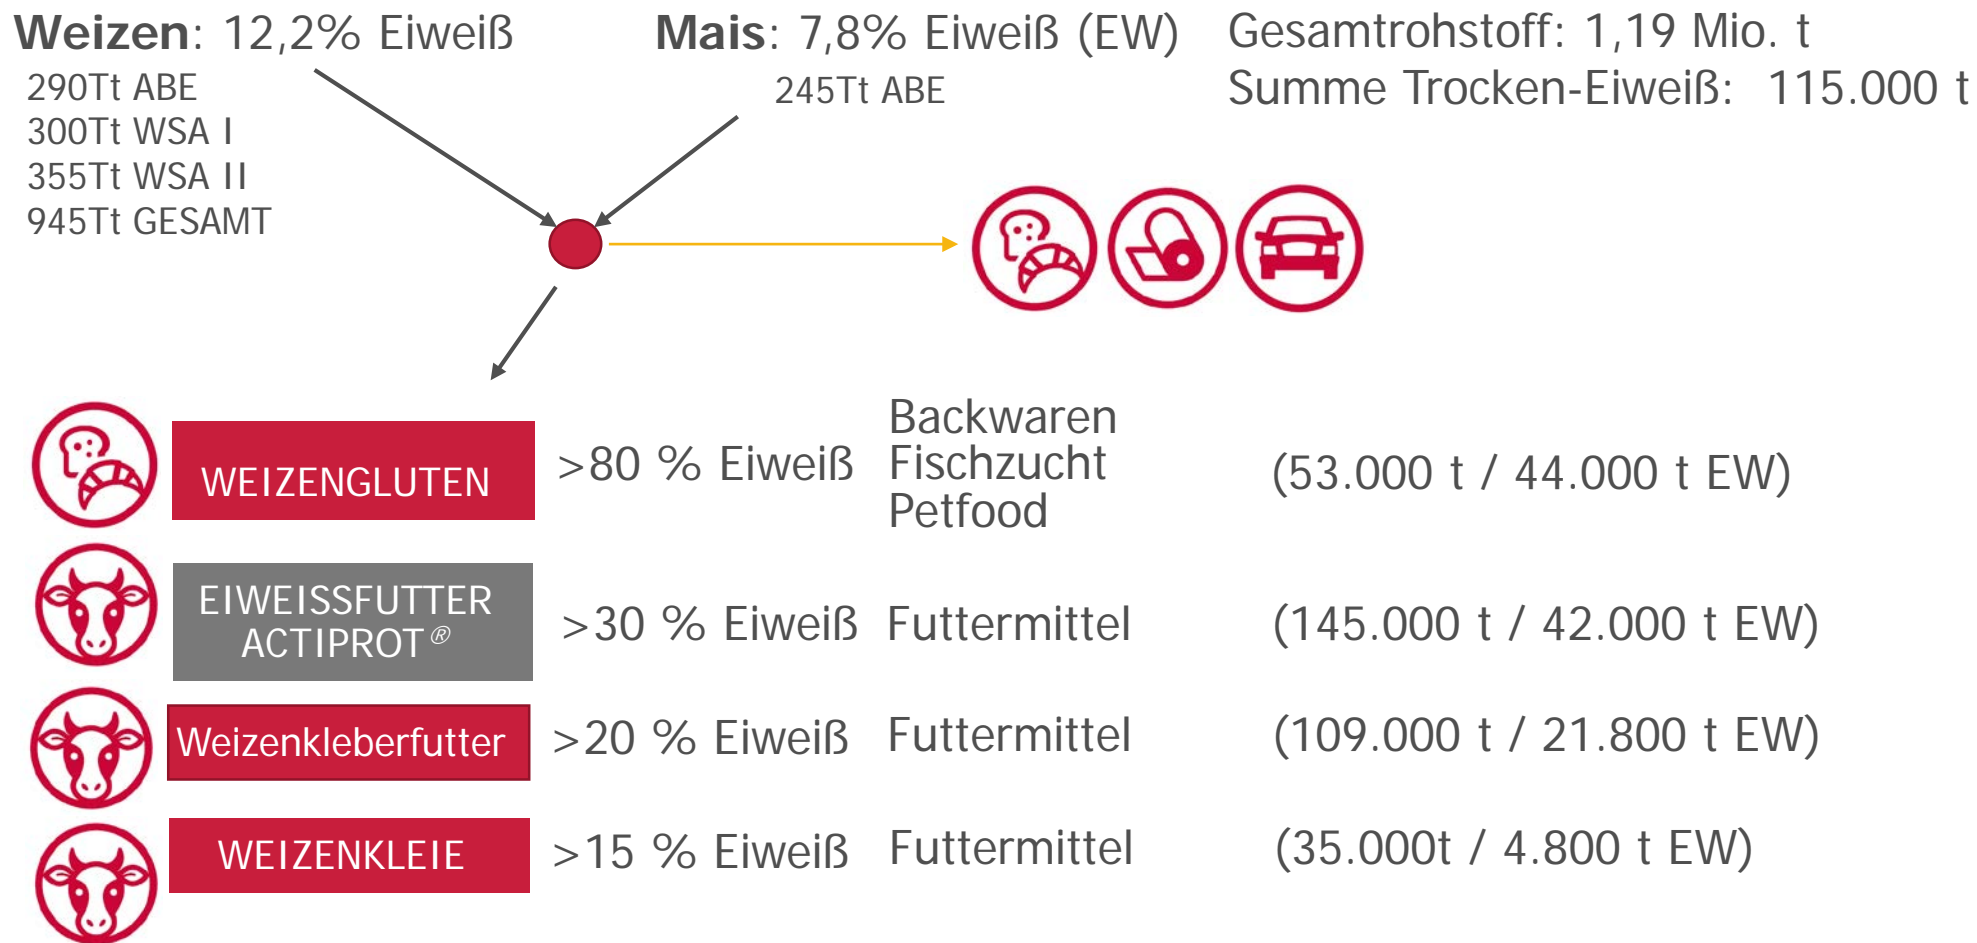 Weizen: 12,2% Eiweiß
290Tt ABE
300Tt WSA I
355Tt WSA II
945Tt GESAMT
Mais: 7,8% Eiweiß (EW)
245Tt ABE
Gesamtrohstoff: 1,19 Mio. t
Summe Trocken-Eiweiß: 115.000 t
WEIZENGLUTEN
>80 % Eiweiß
Backwaren
Fischzucht
Petfood
(53.000 t / 44.000 t EW)
EIWEISSFUTTER
ACTIPROT®
>30 % Eiweiß
Futtermittel
(145.000 t / 42.000 t EW)
Weizenkleberfutter
>20 % Eiweiß
Futtermittel
(109.000 t / 21.800 t EW)
WEIZENKLEIE
>15 % Eiweiß
Futtermittel
(35.000t / 4.800 t EW)